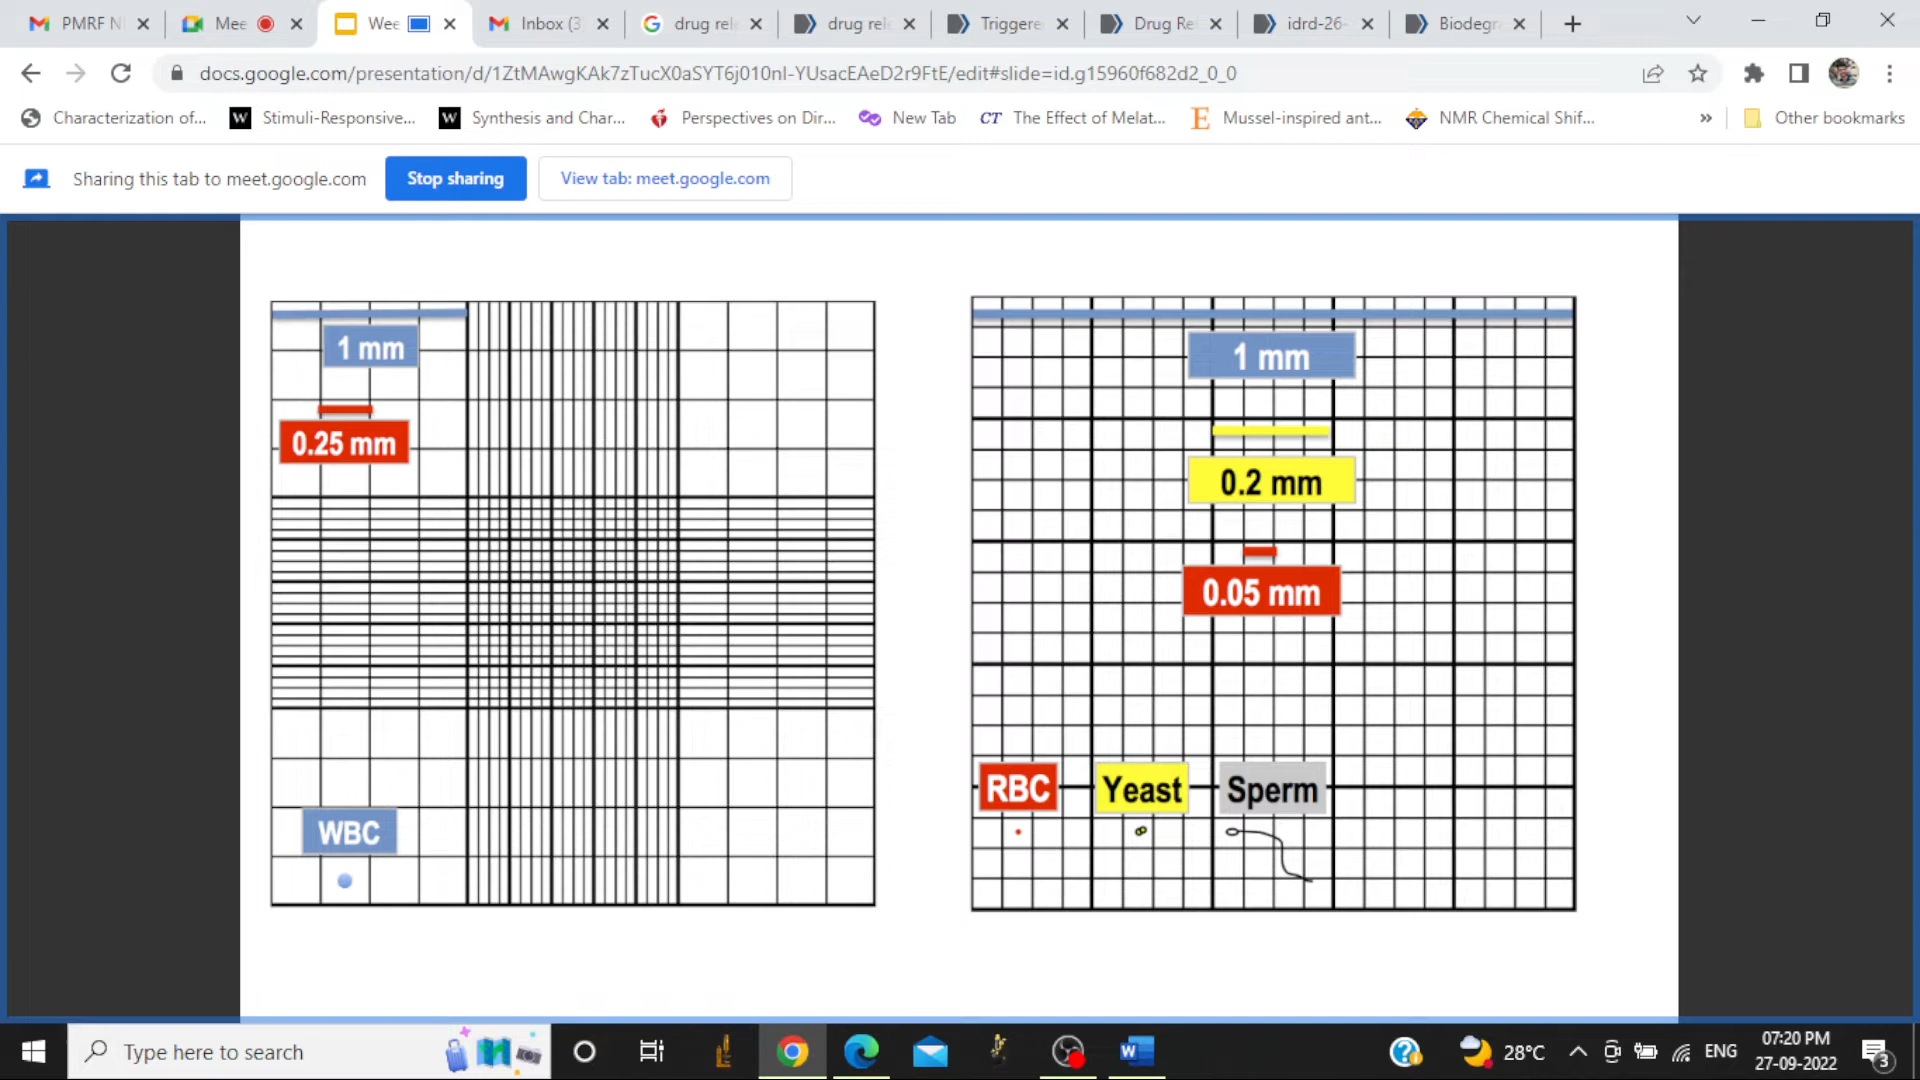 PMRF N
Mee
Wee
Inbox (3
drug rel
drug rel
Triggere
Drug Re
idrd-26-
Biodegr
docs.google.com/presentation/d/1ZtMAwgKAk7zTucX0aSYT6j010nI-YUsacEAeD2r9FtE/edit#slide=id.g15960f682d2_0_0
Characterization of...
W
Stimuli-Responsive...
W
Synthesis and Char...
Perspectives on Dir...
New Tab
CT
The Effect of Melat...
E
Mussel-inspired ant...
NMR Chemical Shif...
»
Other bookmarks
Sharing this tab to meet.google.com
Stop sharing
View tab: meet.google.com
1 mm
0.25 mm
WBC
1 mm
0.2 mm
0.05 mm
RBC
Yeast
Sperm
Type here to search
28°C
ENG
07:20 PM
27-09-2022
3